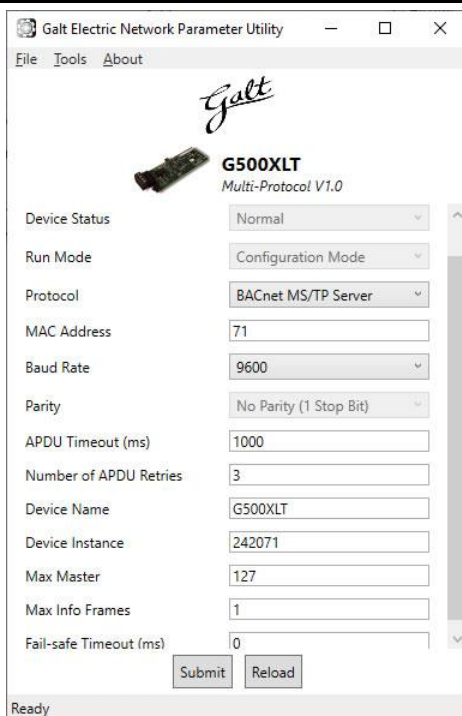 Galt Electric Network Parameter Utility
File Tools About
Galt
G500XLT
Multi-Protocol V1.0
Device Status Normal
Run Mode Configuration Mode
Protocol BACnet MS/TP Server
MAC Address 71
Baud Rate 9600
Parity No Parity (1 Stop Bit)
APDU Timeout (ms) 1000
Number of APDU Retries 3
Device Name G500XLT
Device Instance 242071
Max Master 127
Max Info Frames 1
Fail-safe Timeout (ms) 0
Submit Reload
Ready